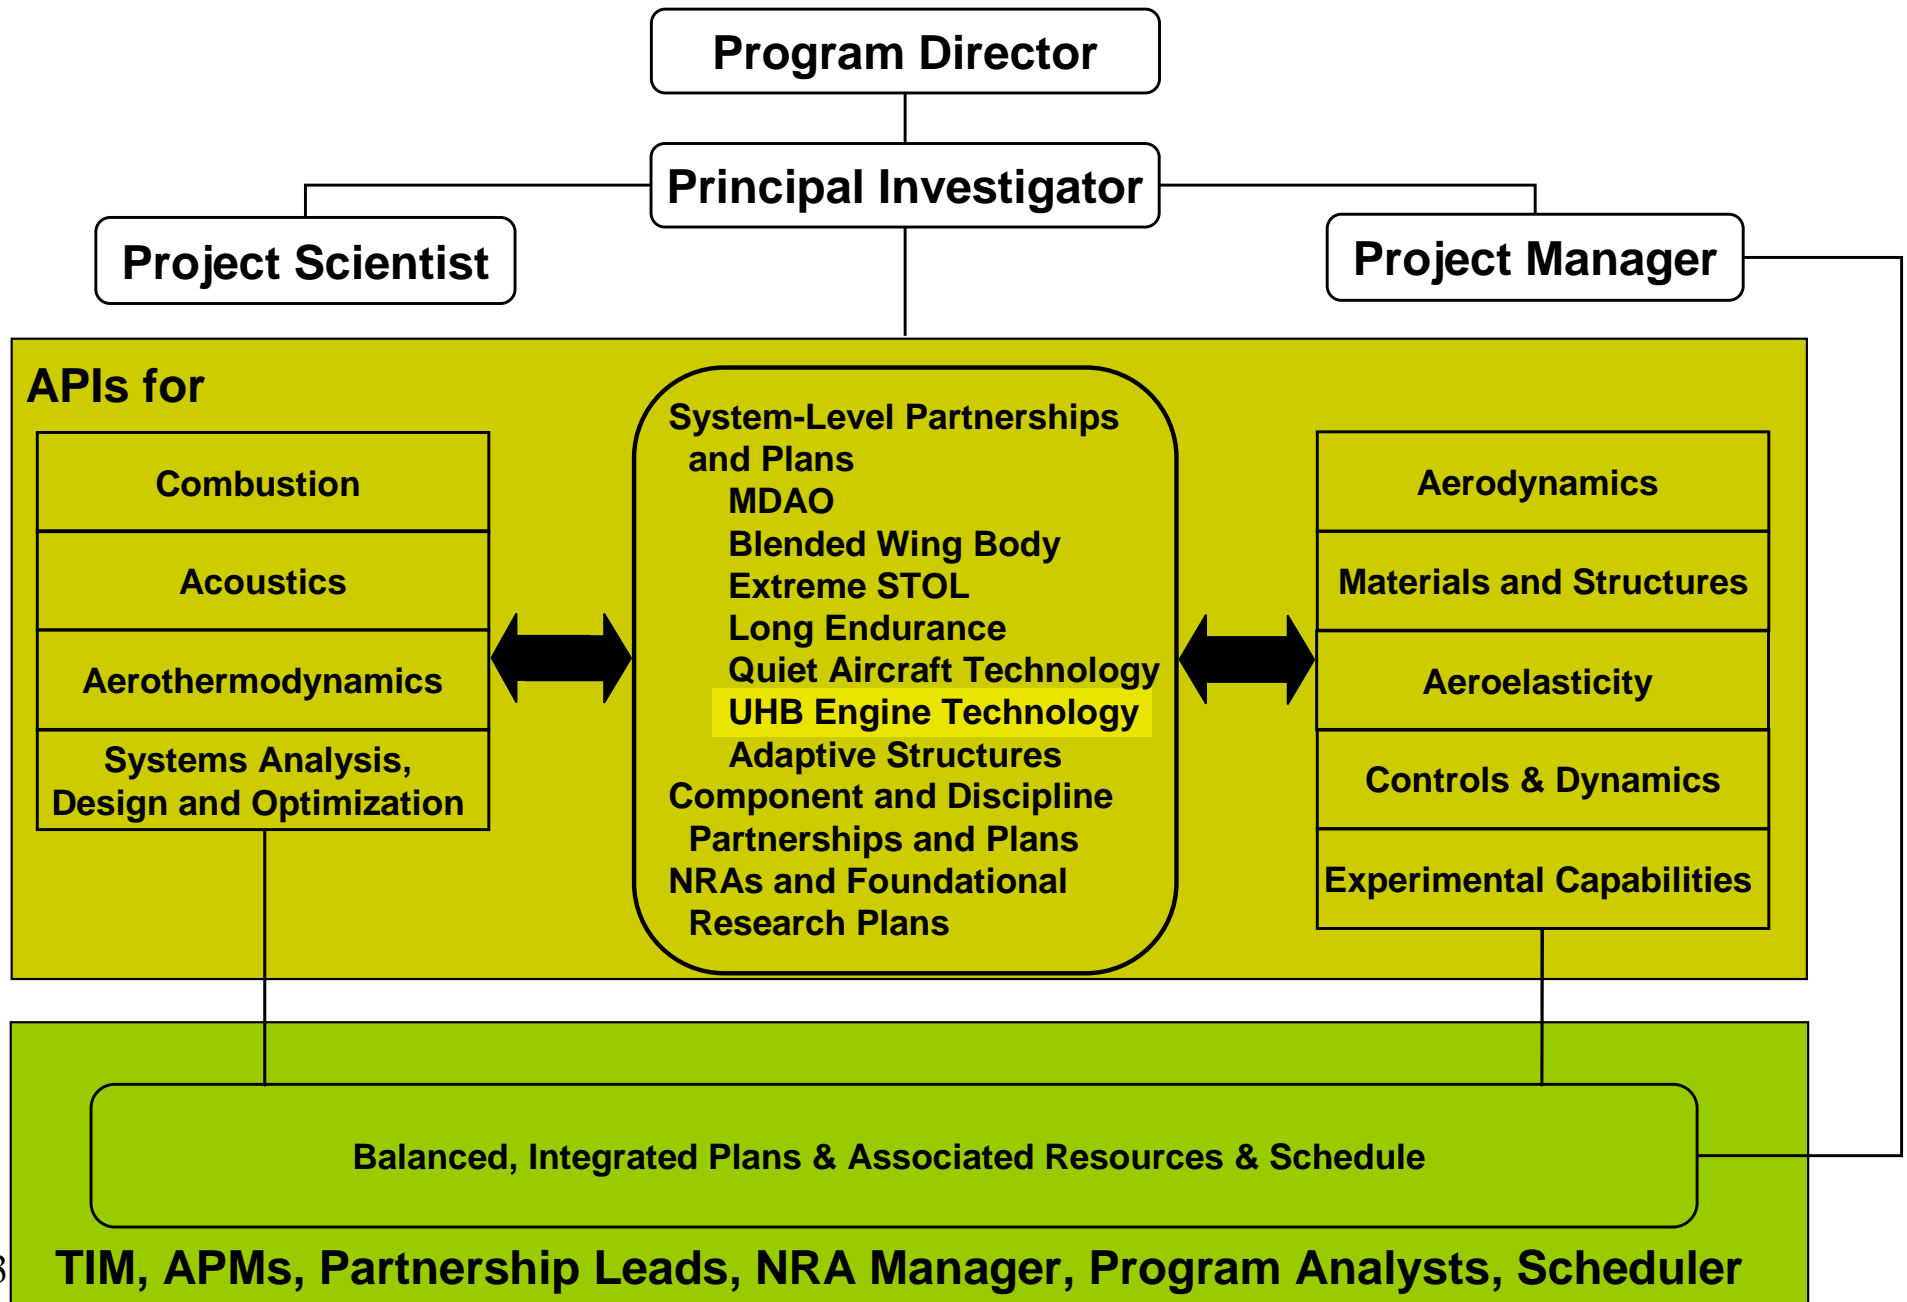 Program Director
Principal Investigator
Project Scientist
Project Manager
APIs for
Combustion
Acoustics
Aerothermodynamics
Systems Analysis,
Design and Optimization
System-Level Partnerships
and Plans
MDAO
Blended Wing Body
Extreme STOL
Long Endurance
Quiet Aircraft Technology
UHB Engine Technology
Adaptive Structures
Component and Discipline
Partnerships and Plans
NRAs and Foundational
Research Plans
Aerodynamics
Materials and Structures
Aeroelasticity
Controls & Dynamics
Experimental Capabilities
Balanced, Integrated Plans & Associated Resources & Schedule
TIM, APMs, Partnership Leads, NRA Manager, Program Analysts, Scheduler